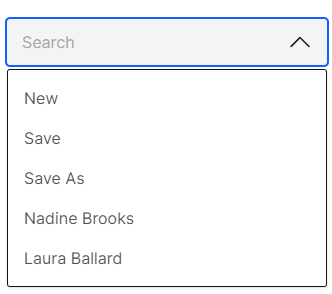 Search
New
Save
Save As
Nadine Brooks
Laura Ballard